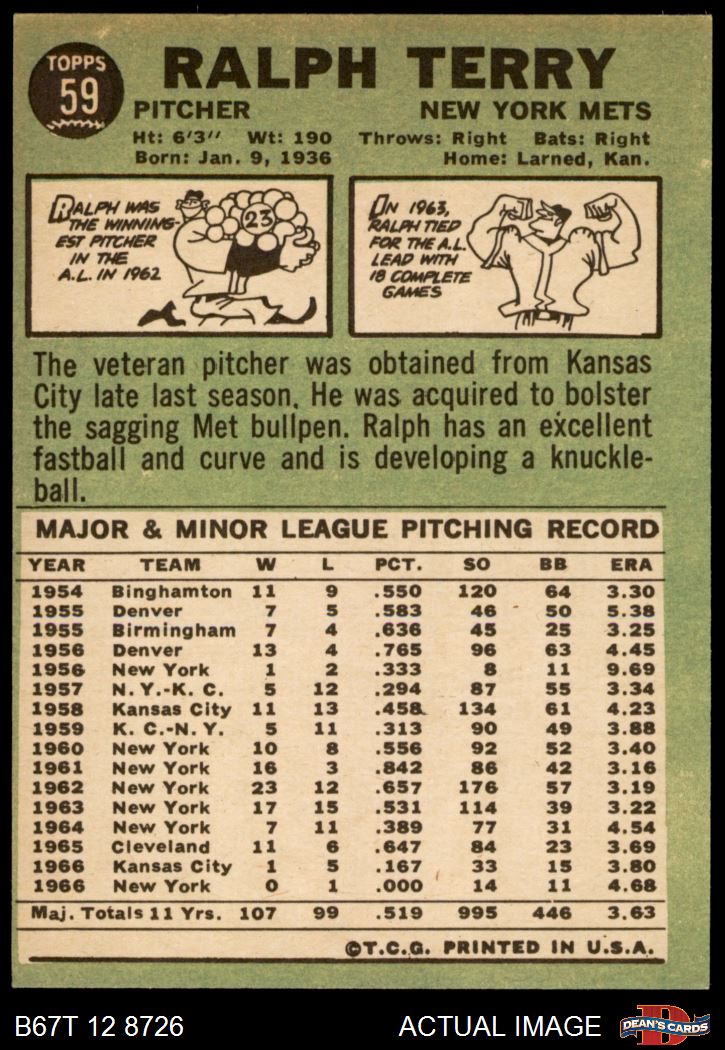 TOPPS
59
RALPH TERRY
PITCHER NEW YORK METS
Ht: 6'3" Wt: 190 Throws: Right Bats: Right
Born: Jan. 9, 1936 Home: Larned, Kan.
RALPH WAS
THE WINNING-
EST PITCHER
IN THE
A.L. IN 1962
23
IN 1963,
RALPH TIED
FOR THE A.L.
LEAD WITH
18 COMPLETE
GAMES
The veteran pitcher was obtained from Kansas
City late last season. He was acquired to bolster
the sagging Met bullpen. Ralph has an excellent
fastball and curve and is developing a knuckle-
ball.
MAJOR & MINOR LEAGUE PITCHING RECORD
YEAR TEAM W L PCT. SO BB ERA
1954 Binghamton 11 9 .550 120 64 3.30
1955 Denver 7 5 .583 46 50 5.38
1955 Birmingham 7 4 .636 45 25 3.25
1956 Denver 13 4 .765 96 63 4.45
1956 New York 1 2 .333 8 11 9.69
1957 N.Y.-K.C. 5 12 .294 87 55 3.34
1958 Kansas City 11 13 .458 134 61 4.23
1959 K.C.-N.Y. 5 11 .313 90 49 3.88
1960 New York 10 8 .556 92 52 3.40
1961 New York 16 3 .842 86 42 3.16
1962 New York 23 12 .657 176 57 3.19
1963 New York 17 15 .531 114 39 3.22
1964 New York 7 11 .389 77 31 4.54
1965 Cleveland 11 6 .647 84 23 3.69
1966 Kansas City 1 5 .167 33 15 3.80
1966 New York 0 1 .000 14 11 4.68
Maj. Totals 11 Yrs. 107 99 .519 995 446 3.63
©T.C.G. PRINTED IN U.S.A.
B67T 12 8726 ACTUAL IMAGE
D
DEAN'S CARDS